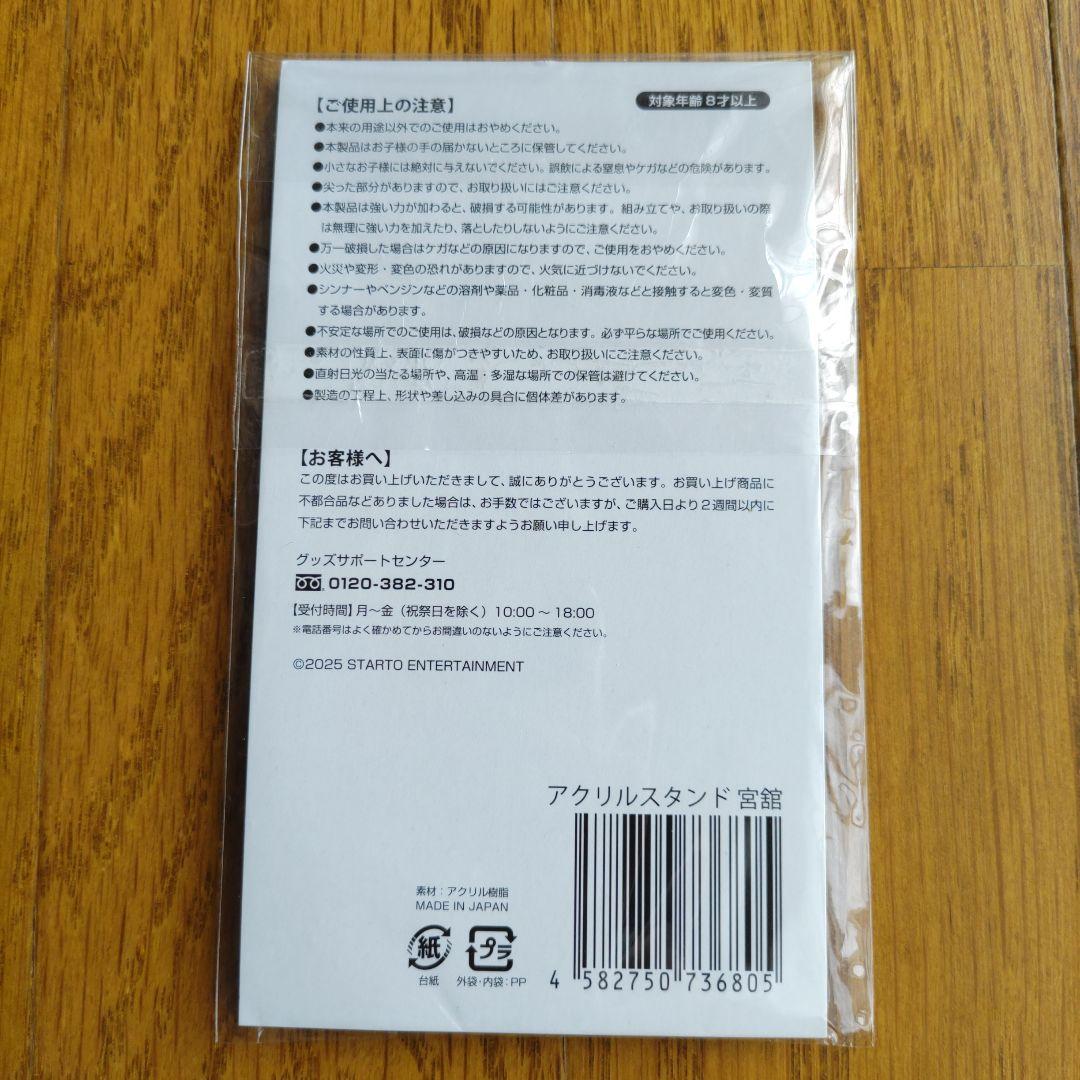 【ご使用上の注意】
対象年齢 8才以上
●本来の用途以外でのご使用はおやめください。
●本製品はお子様の手の届かないところに保管してください。
●小さなお子様には絶対に与えないでください。誤飲による窒息やケガなどの危険があります。
●尖った部分がありますので、お取り扱いにはご注意ください。
●本製品は強い力が加わると、破損する可能性があります。組み立てや、お取り扱いの際
は無理に強い力を加えたり、落としたりしないようにご注意ください。
●万一破損した場合はケガなどの原因になりますので、ご使用をおやめください。
●火災や変形・変色の恐れがありますので、火気に近づけないでください。
●シンナーやベンジンなどの溶剤や薬品・化粧品・消毒液などと接触すると変色・変質
する場合があります。
●不安定な場所でのご使用は、破損などの原因となります。必ず平らな場所でご使用ください。
●素材の性質上、表面に傷がつきやすいため、お取り扱いにご注意ください。
●直射日光の当たる場所や、高温・多湿な場所での保管は避けてください。
●製造の工程上、形状や差し込みの具合に個体差があります。
【お客様へ】
この度はお買い上げいただきまして、誠にありがとうございます。お買い上げ商品に
不都合品などありました場合は、お手数ではございますが、ご購入日より2週間以内に
下記までお問い合わせいただきますようお願い申し上げます。
グッズサポートセンター
0120-382-310
【受付時間】月～金（祝祭日を除く）10:00～18:00
※電話番号はよく確かめてからお間違いのないようにご注意ください。
©2025 STARTO ENTERTAINMENT
アクリルスタンド 宮舘
素材：アクリル樹脂
MADE IN JAPAN
紙
プラ
台紙
外袋・内袋：PP
4 582750 736805